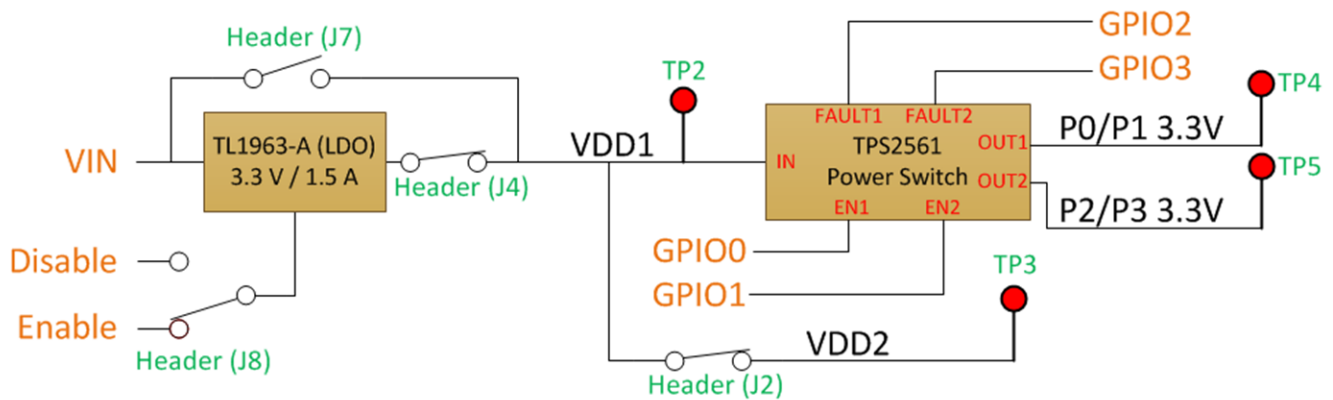 GPIO2
Header (J7)
GPIO3
TP2
TP4
FAULT1 FAULT2
P0/P1 3.3V
TL1963-A (LDO)
3.3 V / 1.5 A
VIN
VDD1
IN
TPS2561
Power Switch
OUT1
OUT2
TP5
Header (J4)
EN1 EN2
P2/P3 3.3V
GPIO0
Disable
TP3
GPIO1
Enable
Header (J8)
VDD2
Header (J2)